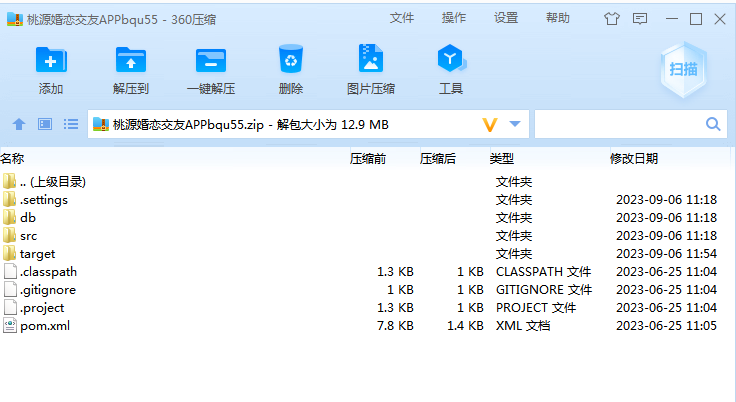 桃源婚恋交友APPbqu55 - 360压缩 文件 操作 设置 帮助
添加 解压到 一键解压 删除 图片压缩 工具 扫描
桃源婚恋交友APPbqu55.zip - 解包大小为 12.9 MB
名称 压缩前 压缩后 类型 修改日期
.. (上级目录) 文件夹
.settings 文件夹 2023-09-06 11:18
db 文件夹 2023-09-06 11:18
src 文件夹 2023-09-06 11:18
target 文件夹 2023-09-06 11:54
.classpath 1.3 KB 1 KB CLASSPATH 文件 2023-06-25 11:04
.gitignore 1 KB 1 KB GITIGNORE 文件 2023-06-25 11:04
.project 1.3 KB 1 KB PROJECT 文件 2023-06-25 11:04
pom.xml 7.8 KB 1.4 KB XML 文档 2023-06-25 11:05